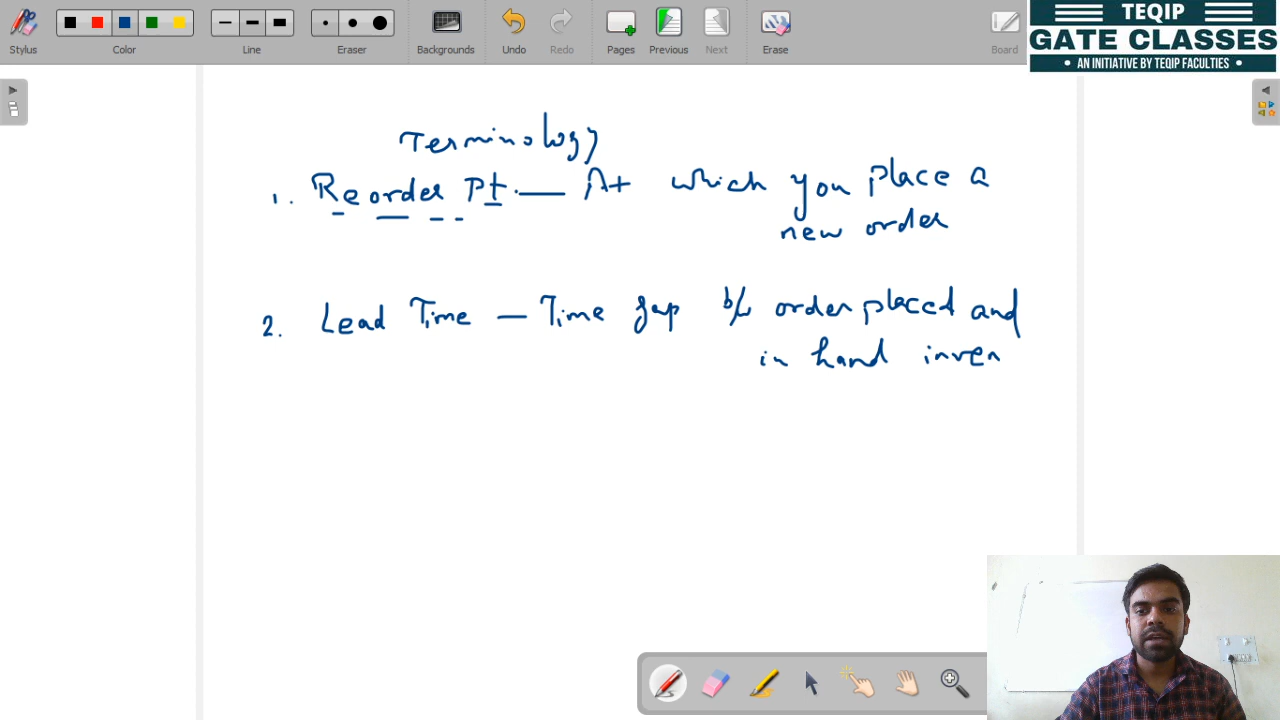 Stylus
Color
Line
Eraser
Backgrounds
Undo
Redo
Pages
Previous
Next
Erase
Board
TEQIP
GATE CLASSES
• AN INITIATIVE BY TEQIP FACULTIES •
Terminology
1. Reorder Pt. — At which you place a
new order
2. Lead Time — Time gap b/w order placed and
in hand inven